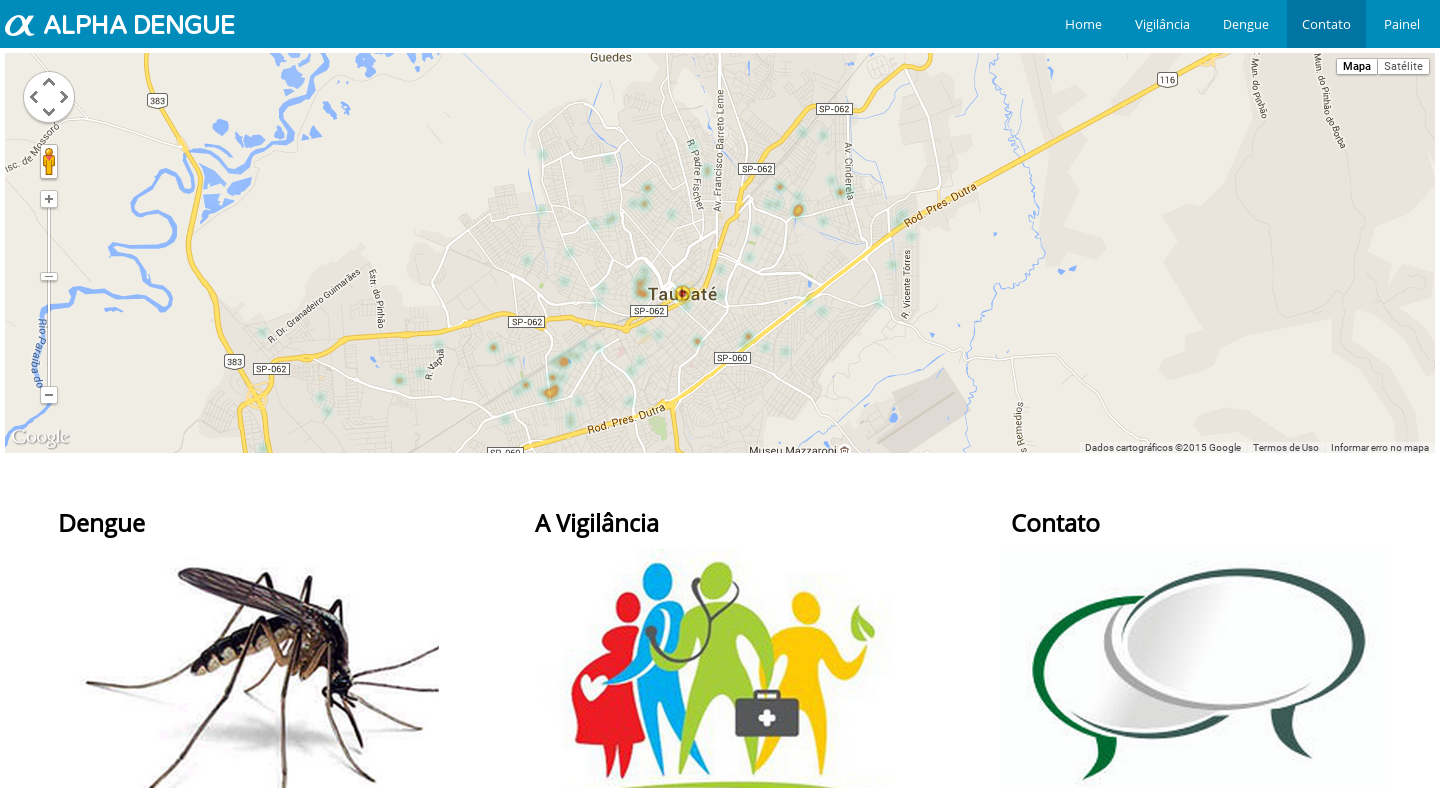 α ALPHA DENGUE
Home Vigilância Dengue Contato Painel
Guedes
Mapa Satélite
383
116
SP-062
Mun. do Pinhão
Mun. do Pinhão do Borba
isc. de Mossoró
R. Padre Fischer
Av. Francisco Barreto Leme
Av. Cinderela
SP-062
Rod. Pres. Dutra
R. Dr. Granadeiro Guimarães
Estr. do Pinhão
R. Vicente Tôrres
Taubaté
SP-062
SP-062
Rio Paraíba do
383
SP-062
SP-060
Rod. Pres. Dutra
Remedios
Google
SP-060
Museu Mazzaropi
Dados cartográficos ©2015 Google Termos de Uso Informar erro no mapa
Dengue
A Vigilância
Contato